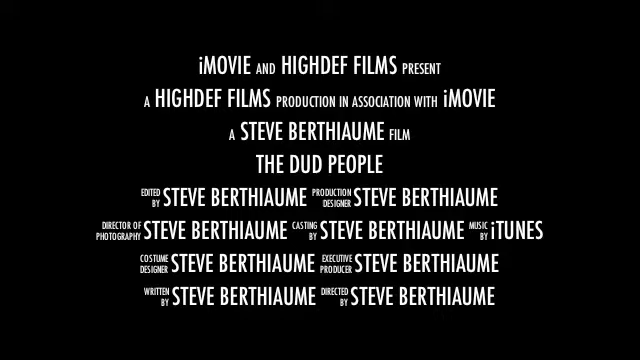 iMOVIE AND HIGHDEF FILMS PRESENT
A HIGHDEF FILMS PRODUCTION IN ASSOCIATION WITH iMOVIE
A STEVE BERTHIAUME FILM
THE DUD PEOPLE
EDITED BY STEVE BERTHIAUME PRODUCTION DESIGNER STEVE BERTHIAUME
DIRECTOR OF PHOTOGRAPHY STEVE BERTHIAUME CASTING BY STEVE BERTHIAUME MUSIC BY iTUNES
COSTUME DESIGNER STEVE BERTHIAUME EXECUTIVE PRODUCER STEVE BERTHIAUME
WRITTEN BY STEVE BERTHIAUME DIRECTED BY STEVE BERTHIAUME